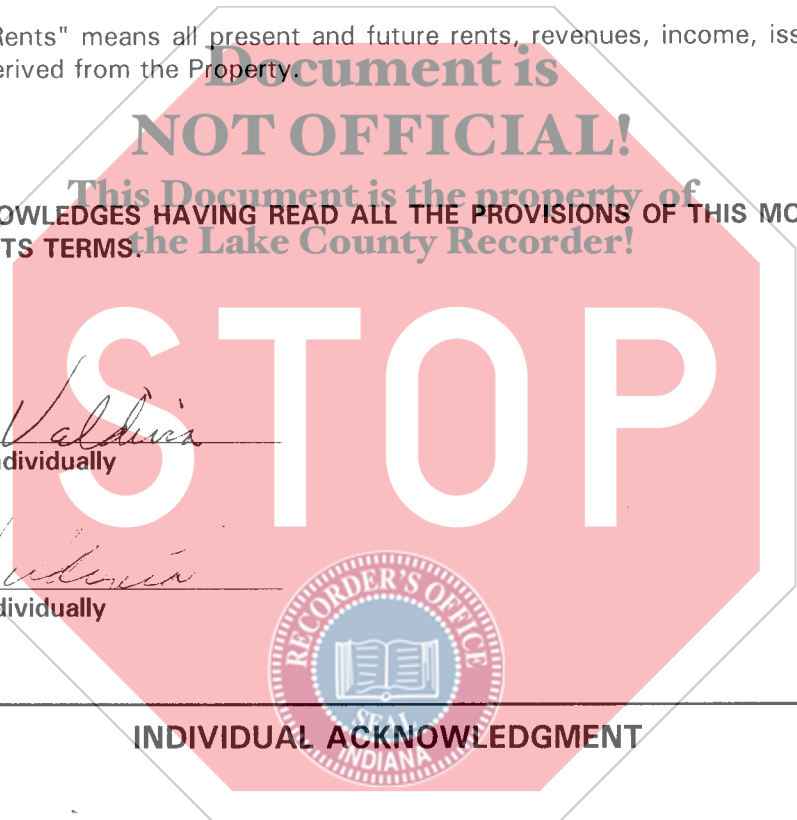 Rents" means all present and future rents, revenues, income, iss
erived from the Property.
Document is
NOT OFFICIAL!
This Document is the property of
the Lake County Recorder!
OWLEDGES HAVING READ ALL THE PROVISIONS OF THIS MO
TS TERMS.
STOP
Valdivia
dividually
dividually
RECORDER'S OFFICE
SEAL
INDIANA
INDIVIDUAL ACKNOWLEDGMENT